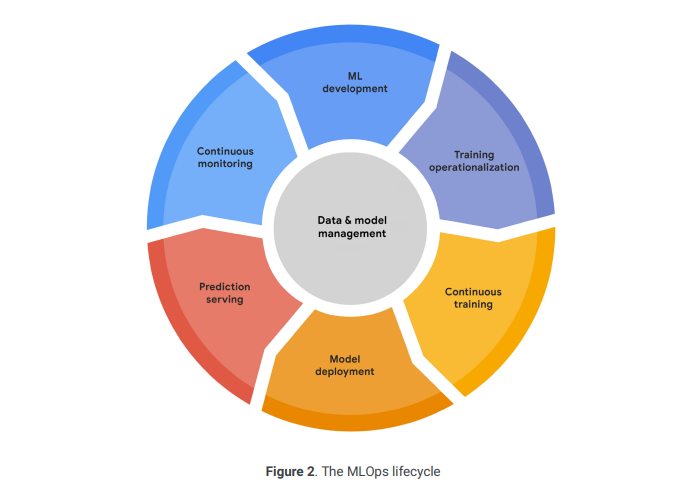 ML
development
Training
operationalization
Continuous
training
Model
deployment
Prediction
serving
Continuous
monitoring
Data & model
management
Figure 2. The MLOps lifecycle